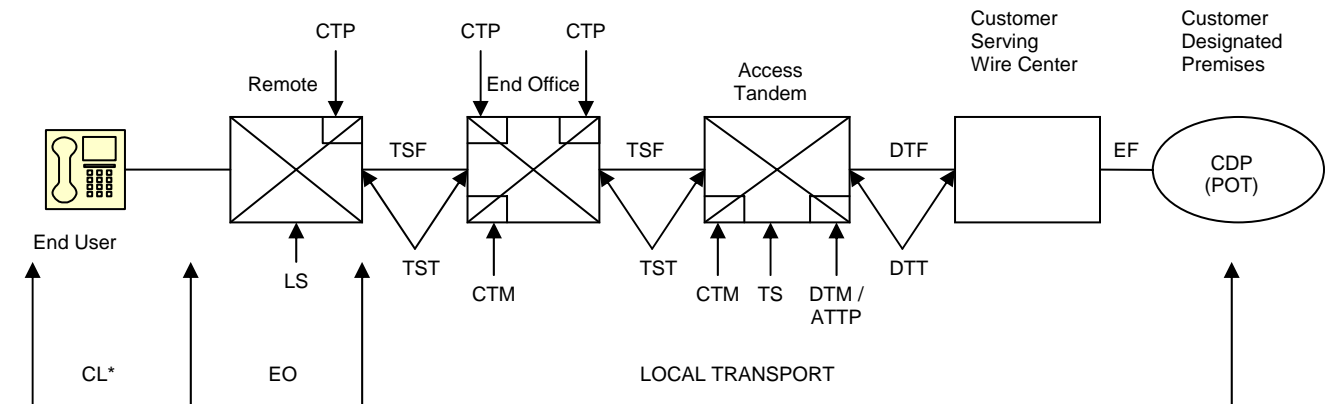 Customer
Serving
Wire Center
Customer
Designated
Premises
CTP
CTP
CTP
Remote
End Office
Access
Tandem
TSF
TSF
DTF
EF
CDP
(POT)
End User
LS
TST
CTM
TST
CTM
TS
DTM /
ATTP
DTT
CL*
EO
LOCAL TRANSPORT